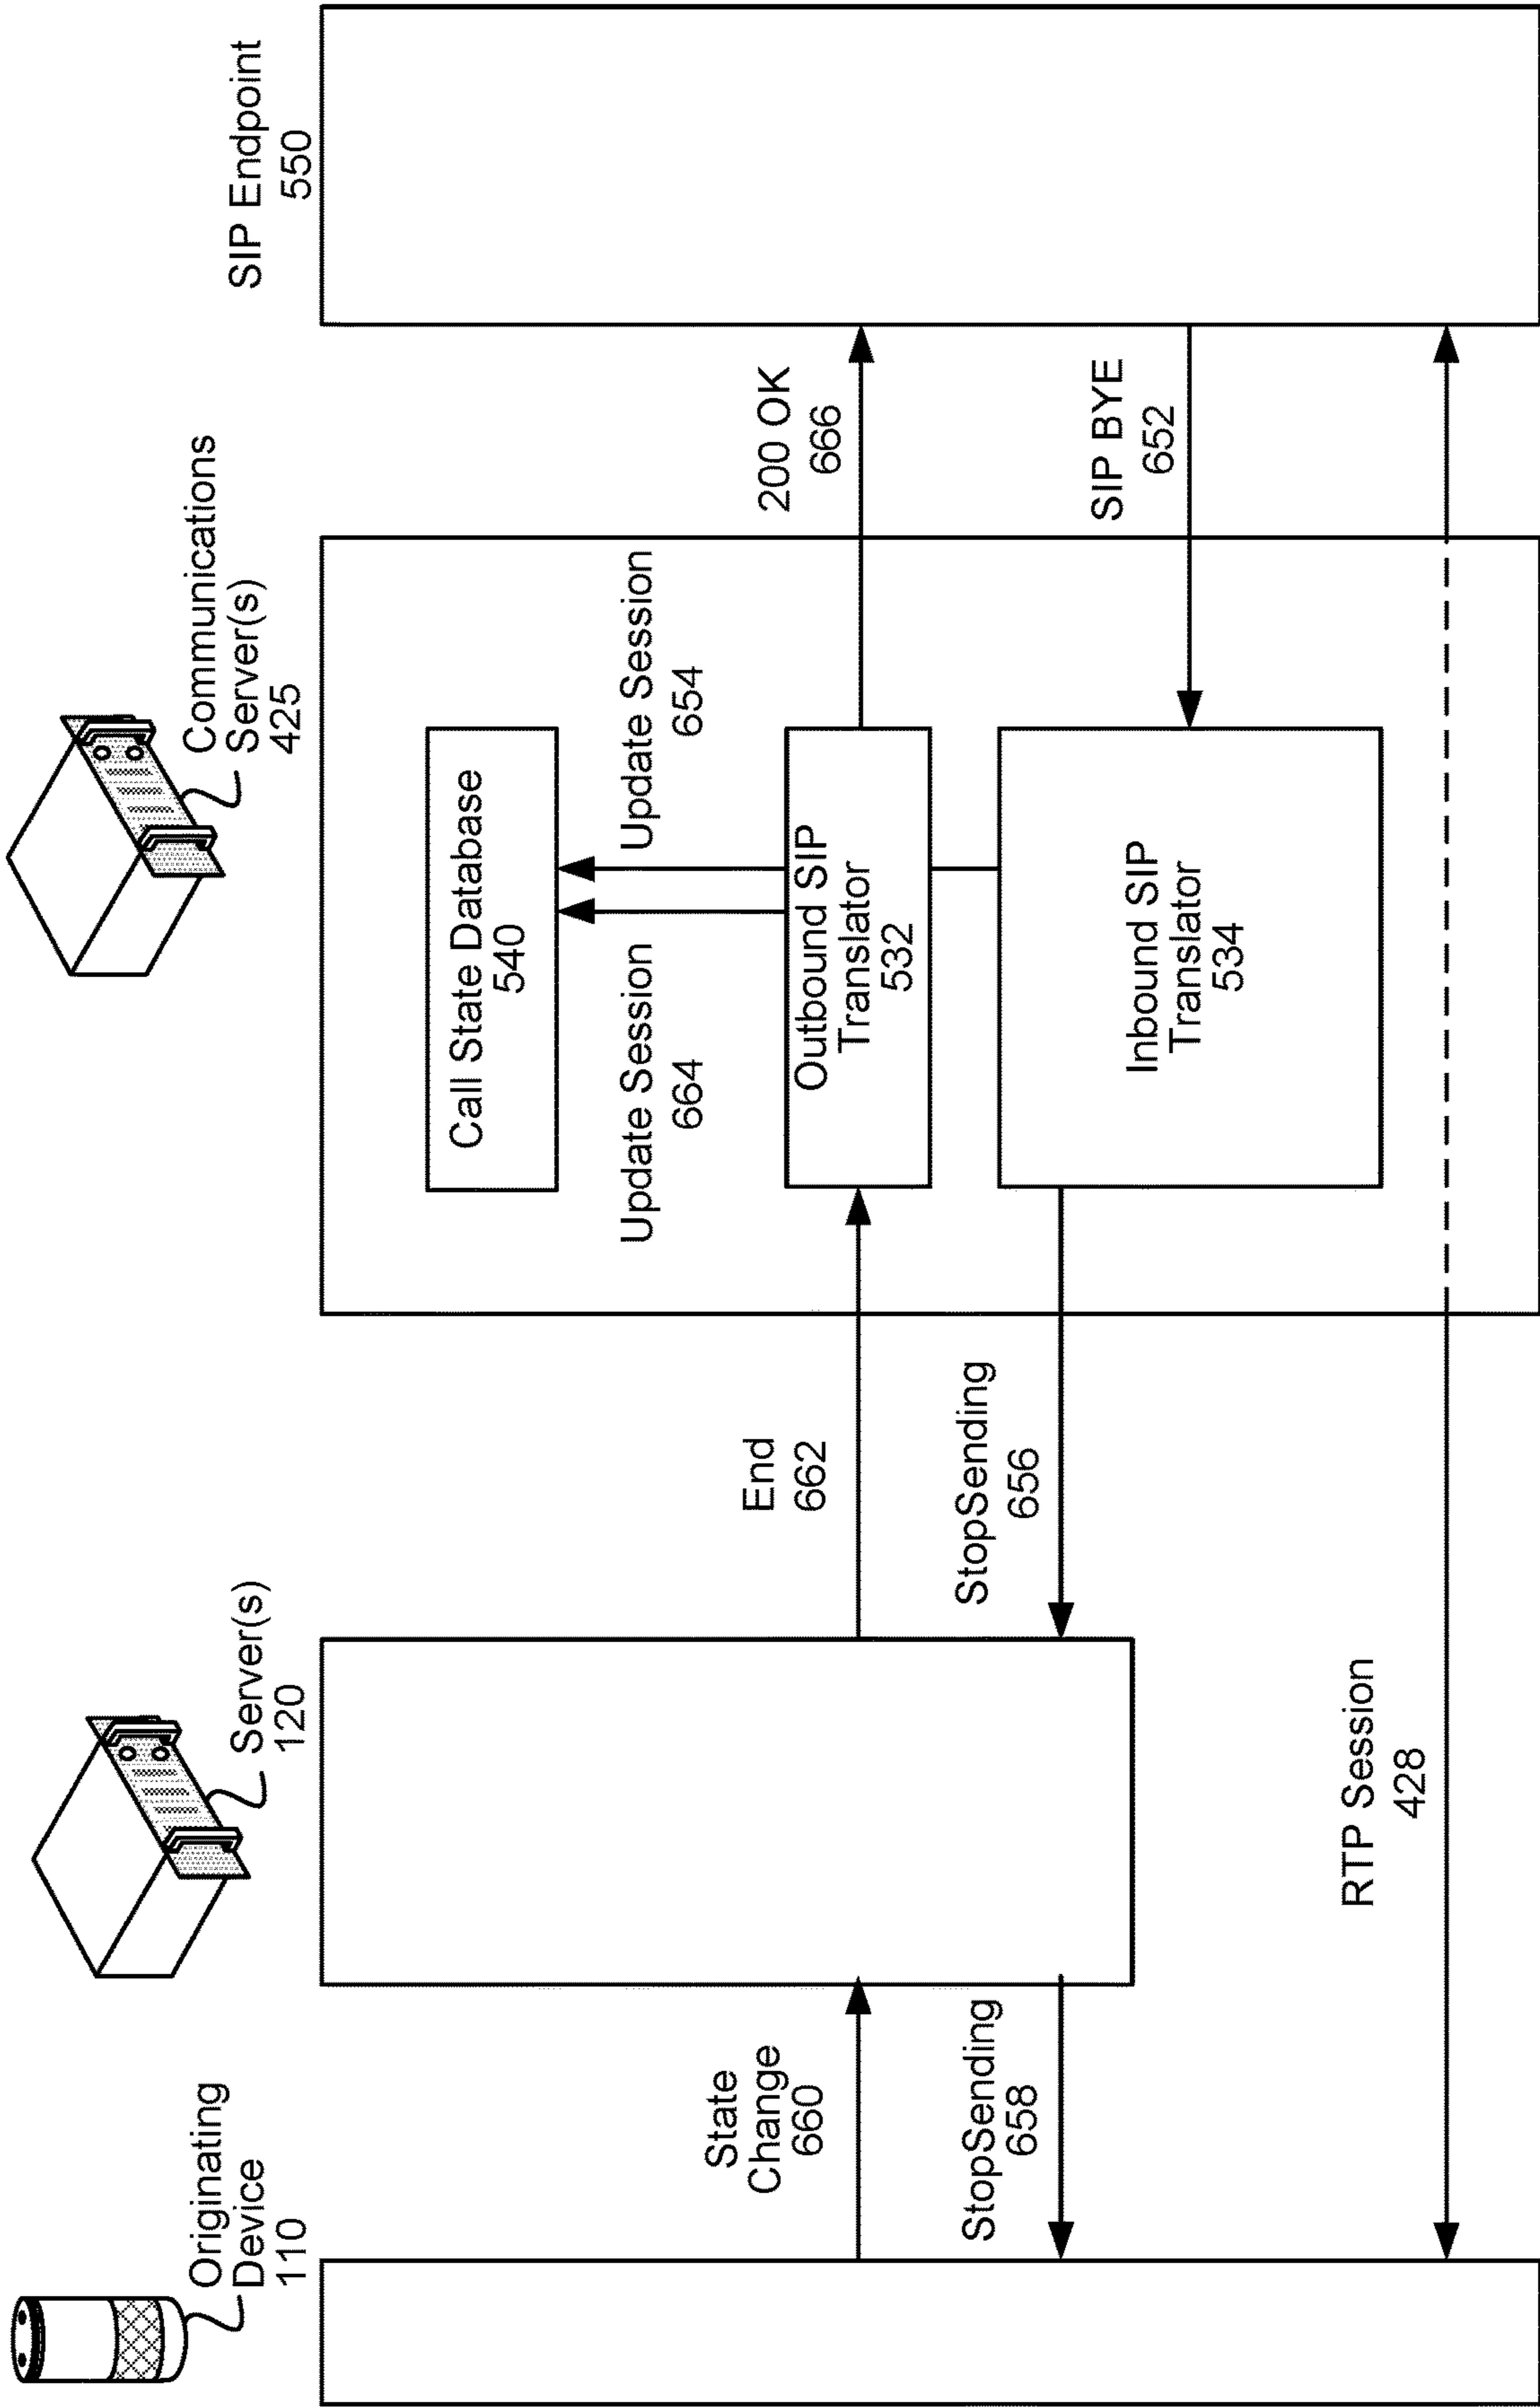 Originating
Device
110
Server(s)
120
Communications
Server(s)
425
SIP Endpoint
550
Call State Database
540
Update Session
664
Update Session
654
State
Change
660
End
662
Outbound SIP
Translator
532
200 OK
666
StopSending
658
StopSending
656
Inbound SIP
Translator
534
SIP BYE
652
RTP Session
428